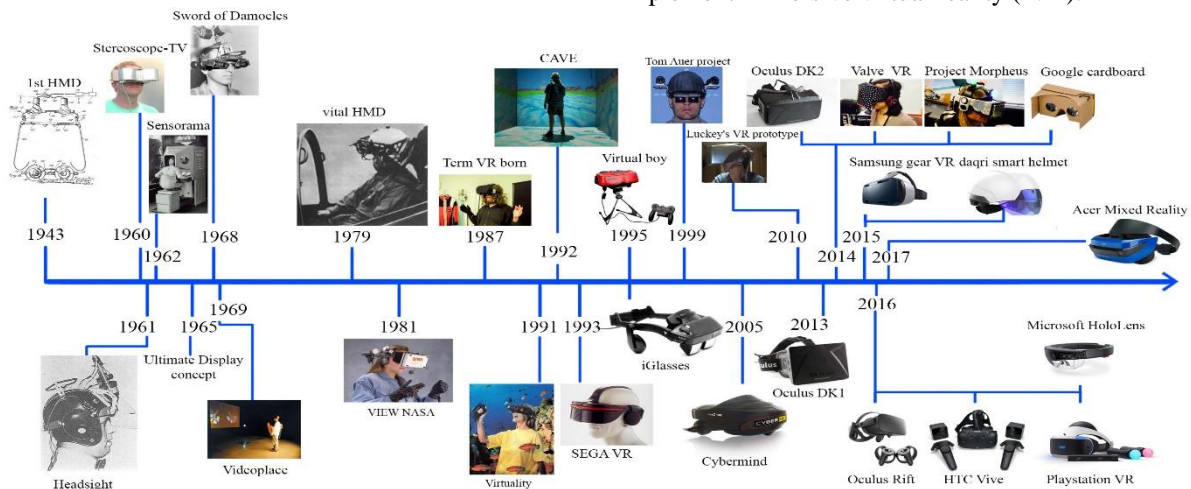 Sword of Damocles
Stereoscope-TV
1st HMD
Sensorama
vital HMD
Term VR born
CAVE
Virtual boy
Tom Auer project
Luckey's VR prototype
Oculus DK2
Valve VR
Project Morpheus
Google cardboard
Samsung gear VR
daqri smart helmet
Acer Mixed Reality
1943
1960
1962
1968
1979
1987
1992
1995
1999
2010
2014
2015
2017
1961
1965
1969
1981
1991
1993
2005
2013
2016
Ultimate Display
concept
Headsight
Videoplace
VIEW NASA
Virtuality
SEGA VR
iGlasses
Cybermind
CYBER
oculus
Oculus DK1
Microsoft HoloLens
Oculus Rift
HTC Vive
Playstation VR